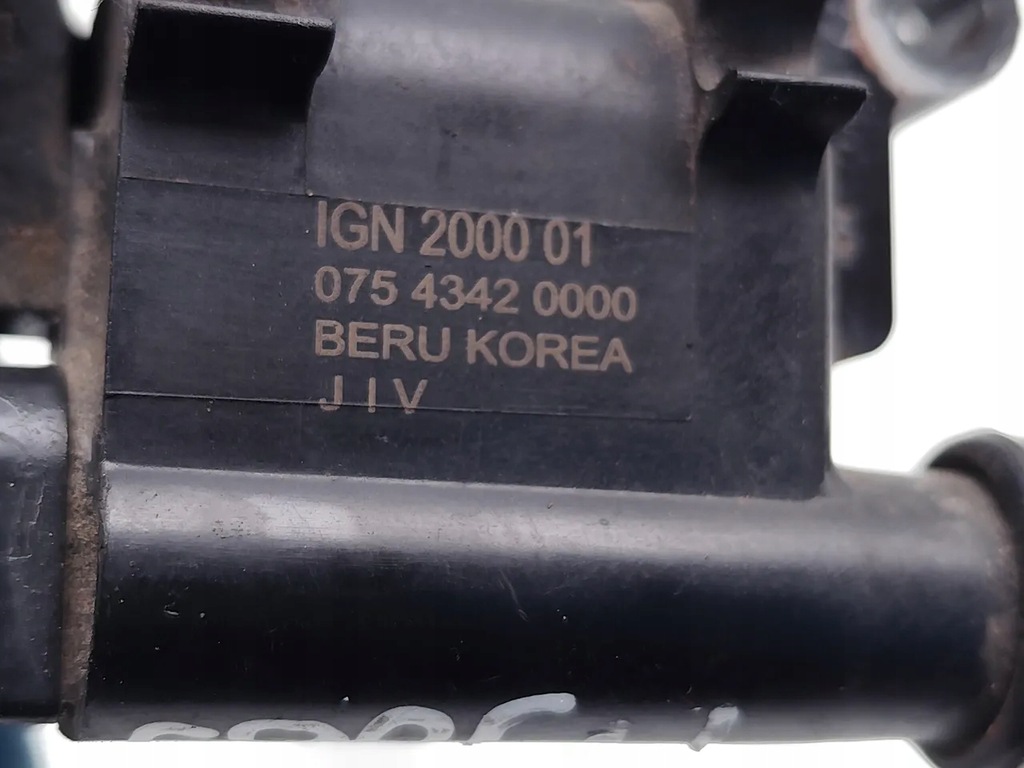 IGN 2000 01
075 4342 0000
BERU KOREA
J I V